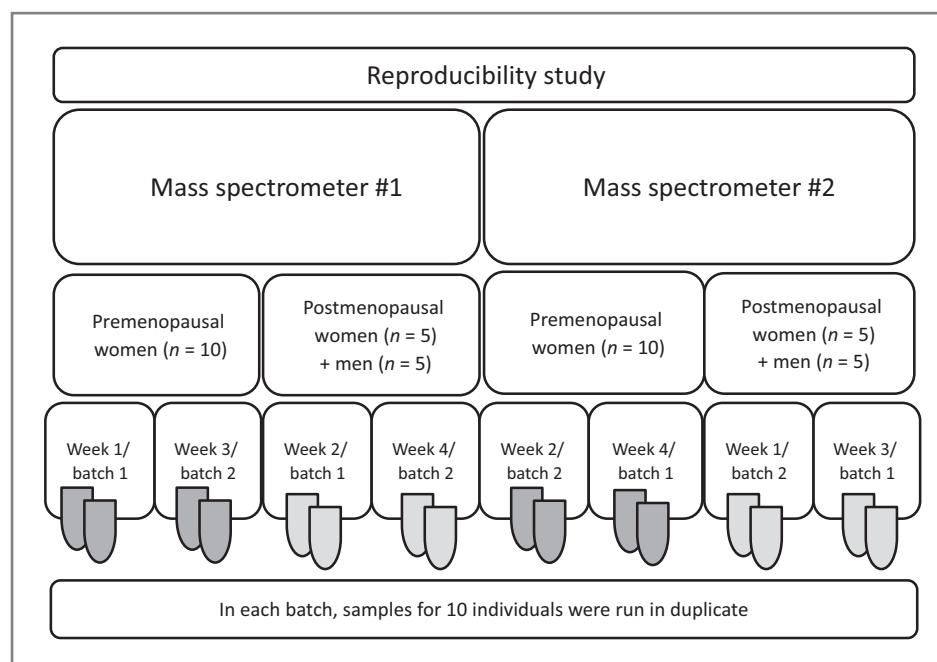 Reproducibility study
Mass spectrometer #1
Mass spectrometer #2
Premenopausal
women (n = 10)
Postmenopausal
women (n = 5)
+ men (n = 5)
Premenopausal
women (n = 10)
Postmenopausal
women (n = 5)
+ men (n = 5)
Week 1/
batch 1
Week 3/
batch 2
Week 2/
batch 1
Week 4/
batch 2
Week 2/
batch 2
Week 4/
batch 1
Week 1/
batch 2
Week 3/
batch 1
In each batch, samples for 10 individuals were run in duplicate